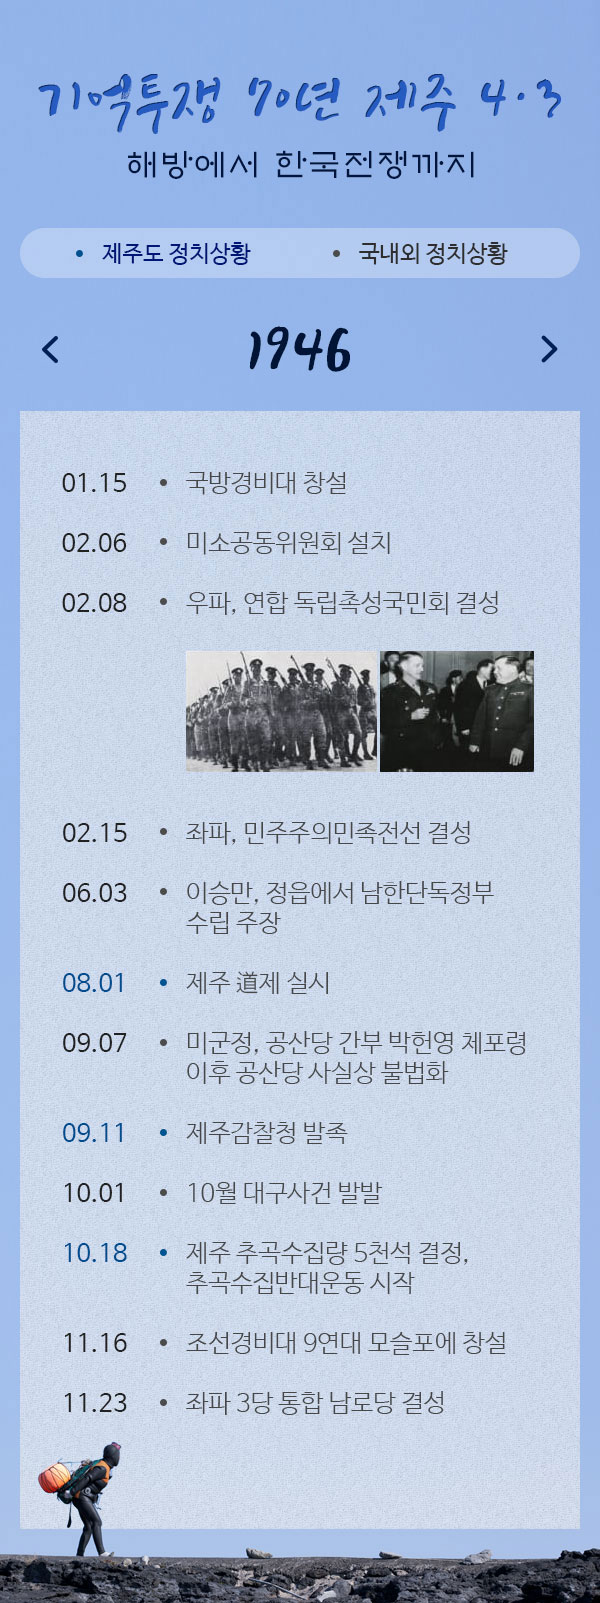 기억투쟁 70년 제주 4·3
해방에서 한국전쟁까지
• 제주도 정치상황 • 국내외 정치상황
< 1946 >
01.15 • 국방경비대 창설
02.06 • 미소공동위원회 설치
02.08 • 우파, 연합 독립촉성국민회 결성
02.15 • 좌파, 민주주의민족전선 결성
06.03 • 이승만, 정읍에서 남한단독정부
수립 주장
08.01 • 제주 道제 실시
09.07 • 미군정, 공산당 간부 박헌영 체포령
이후 공산당 사실상 불법화
09.11 • 제주감찰청 발족
10.01 • 10월 대구사건 발발
10.18 • 제주 추곡수집량 5천석 결정,
추곡수집반대운동 시작
11.16 • 조선경비대 9연대 모슬포에 창설
11.23 • 좌파 3당 통합 남로당 결성